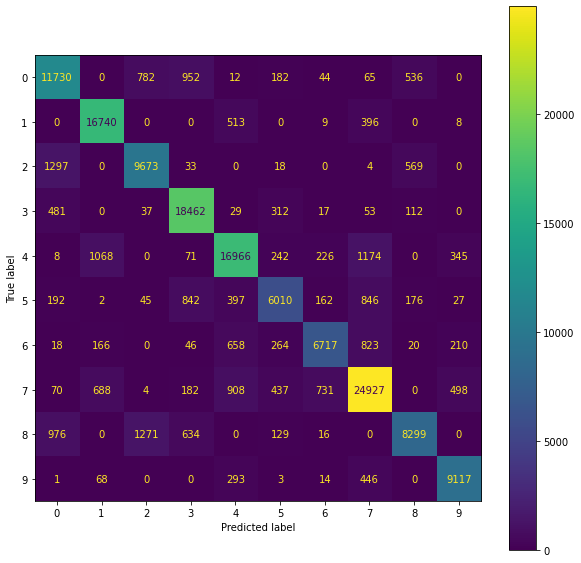 0 11730 0 782 952 12 182 44 65 536 0
1 0 16740 0 0 513 0 9 396 0 8
2 1297 0 9673 33 0 18 0 4 569 0
3 481 0 37 18462 29 312 17 53 112 0
4 8 1068 0 71 16966 242 226 1174 0 345
5 192 2 45 842 397 6010 162 846 176 27
6 18 166 0 46 658 264 6717 823 20 210
7 70 688 4 182 908 437 731 24927 0 498
8 976 0 1271 634 0 129 16 0 8299 0
9 1 68 0 0 293 3 14 446 0 9117
0 1 2 3 4 5 6 7 8 9
Predicted label
True label
20000
15000
10000
5000
0